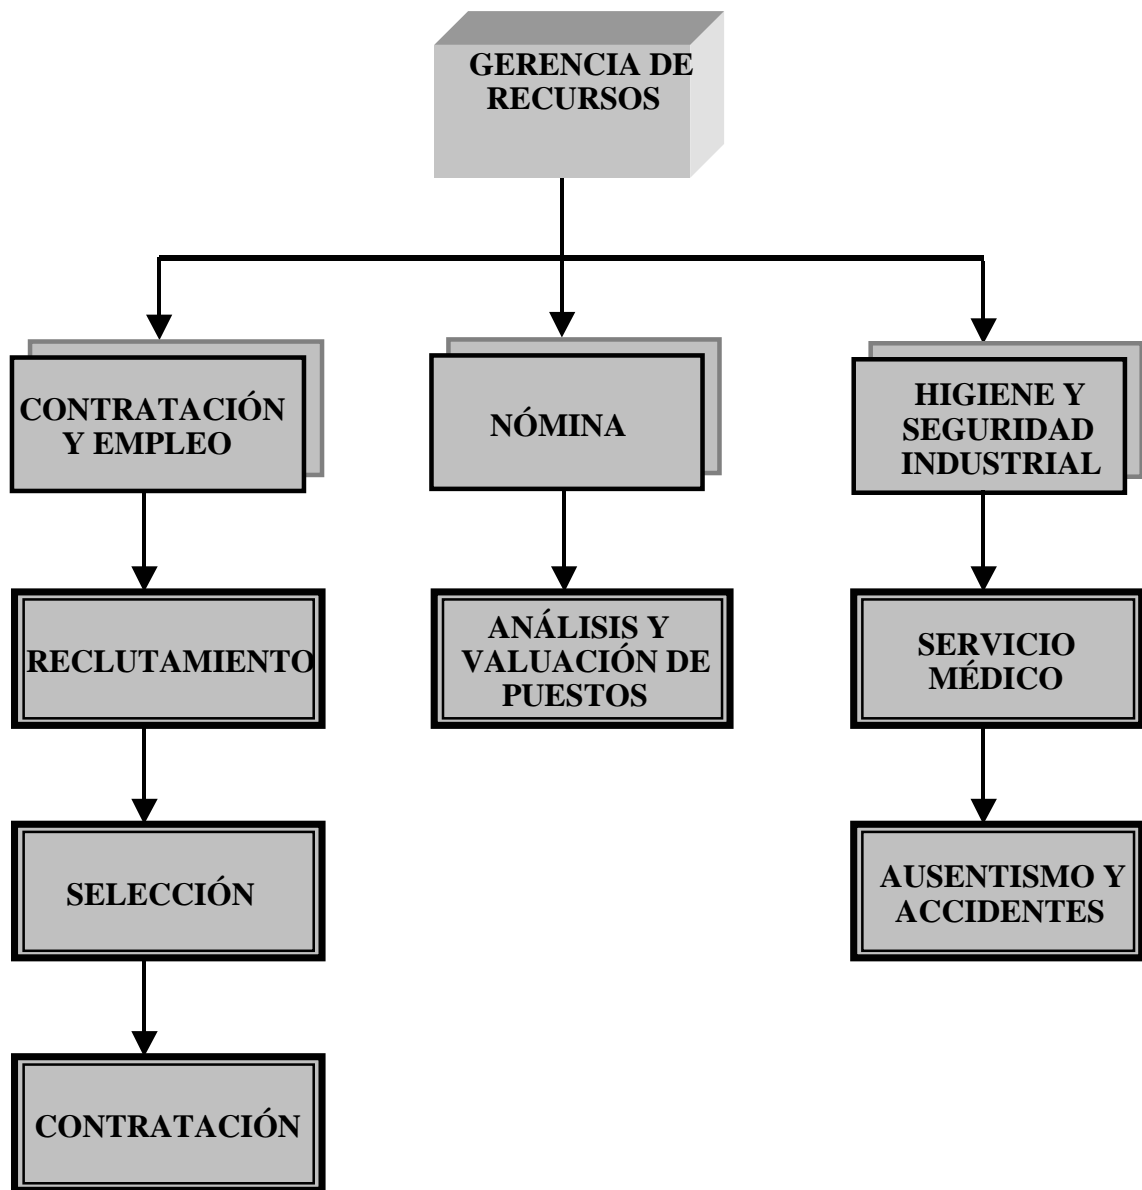 GERENCIA DE
RECURSOS
CONTRATACIÓN
Y EMPLEO
NÓMINA
HIGIENE Y
SEGURIDAD
INDUSTRIAL
RECLUTAMIENTO
ANÁLISIS Y
VALUACIÓN DE
PUESTOS
SERVICIO
MÉDICO
SELECCIÓN
AUSENTISMO Y
ACCIDENTES
CONTRATACIÓN